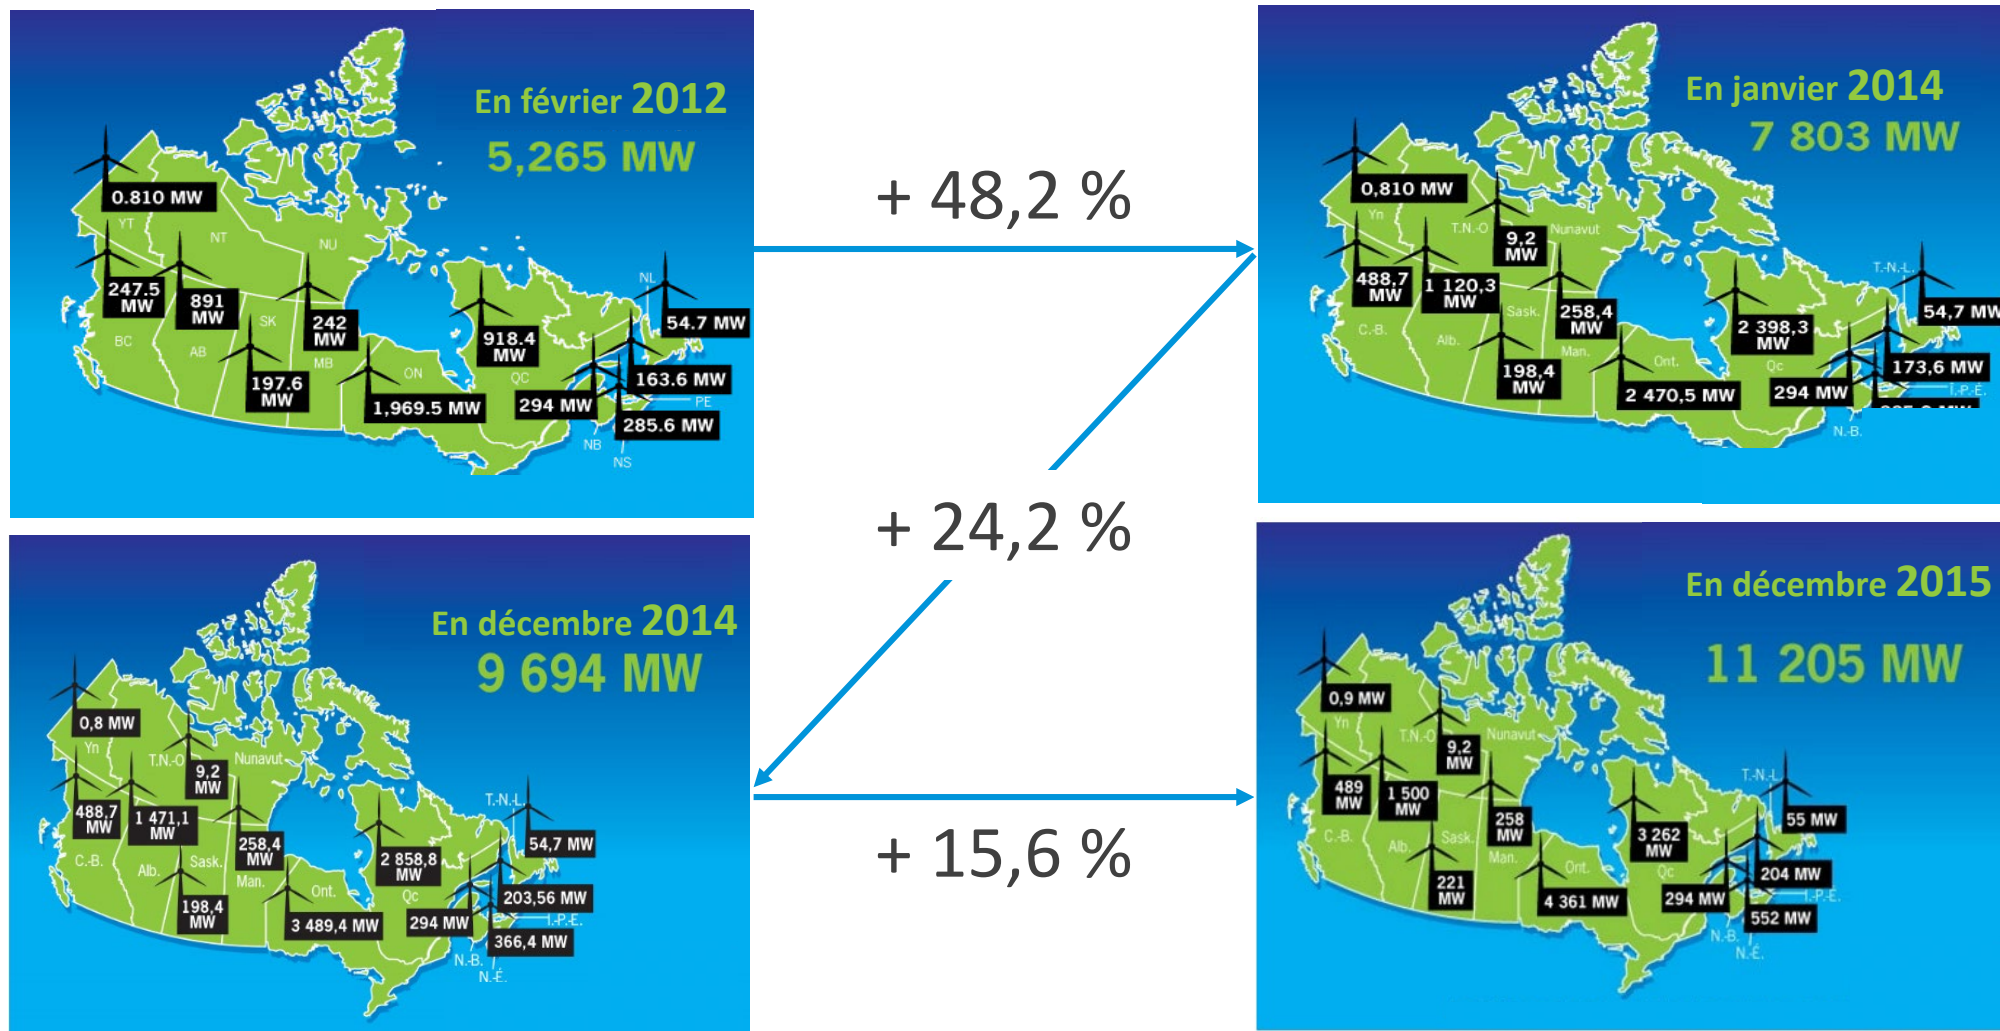 En février 2012
5,265 MW
0.810 MW
YT
NT
NU
247.5
MW
891
MW
SK
242
MW
918.4
MW
NL
54.7 MW
BC
AB
MB
ON
QC
197.6
MW
1,969.5 MW
294 MW
163.6 MW
PE
285.6 MW
NB
NS
+ 48,2 %
En janvier 2014
7 803 MW
0,810 MW
Yn
T.N.-O
9,2
MW
Nunavut
488,7
MW
1 120,3
MW
Sask.
258,4
MW
2 398,3
MW
T.-N.-L.
54,7 MW
C.-B.
Alb.
198,4
MW
Man.
Ont.
Qc
2 470,5 MW
294 MW
173,6 MW
Î.-P.-É.
N.-B.
+ 24,2 %
En décembre 2014
9 694 MW
0,8 MW
Yn
T.N.-O
9,2
MW
Nunavut
488,7
MW
1 471,1
MW
258,4
MW
2 858,8
MW
T.-N.-L.
54,7 MW
C.-B.
Alb.
Sask.
Man.
Ont.
Qc
198,4
MW
3 489,4 MW
294 MW
203,56 MW
Î.-P.-É.
366,4 MW
N.-B.
N.-É.
+ 15,6 %
En décembre 2015
11 205 MW
0,9 MW
Yn
T.N.-O
9,2
MW
Nunavut
489
MW
1 500
MW
258
MW
3 262
MW
T.-N.-L.
55 MW
C.-B.
Alb.
Sask.
Man.
Ont.
Qc
221
MW
4 361 MW
294 MW
204 MW
Î.-P.-É.
552 MW
N.-B.
N.-É.